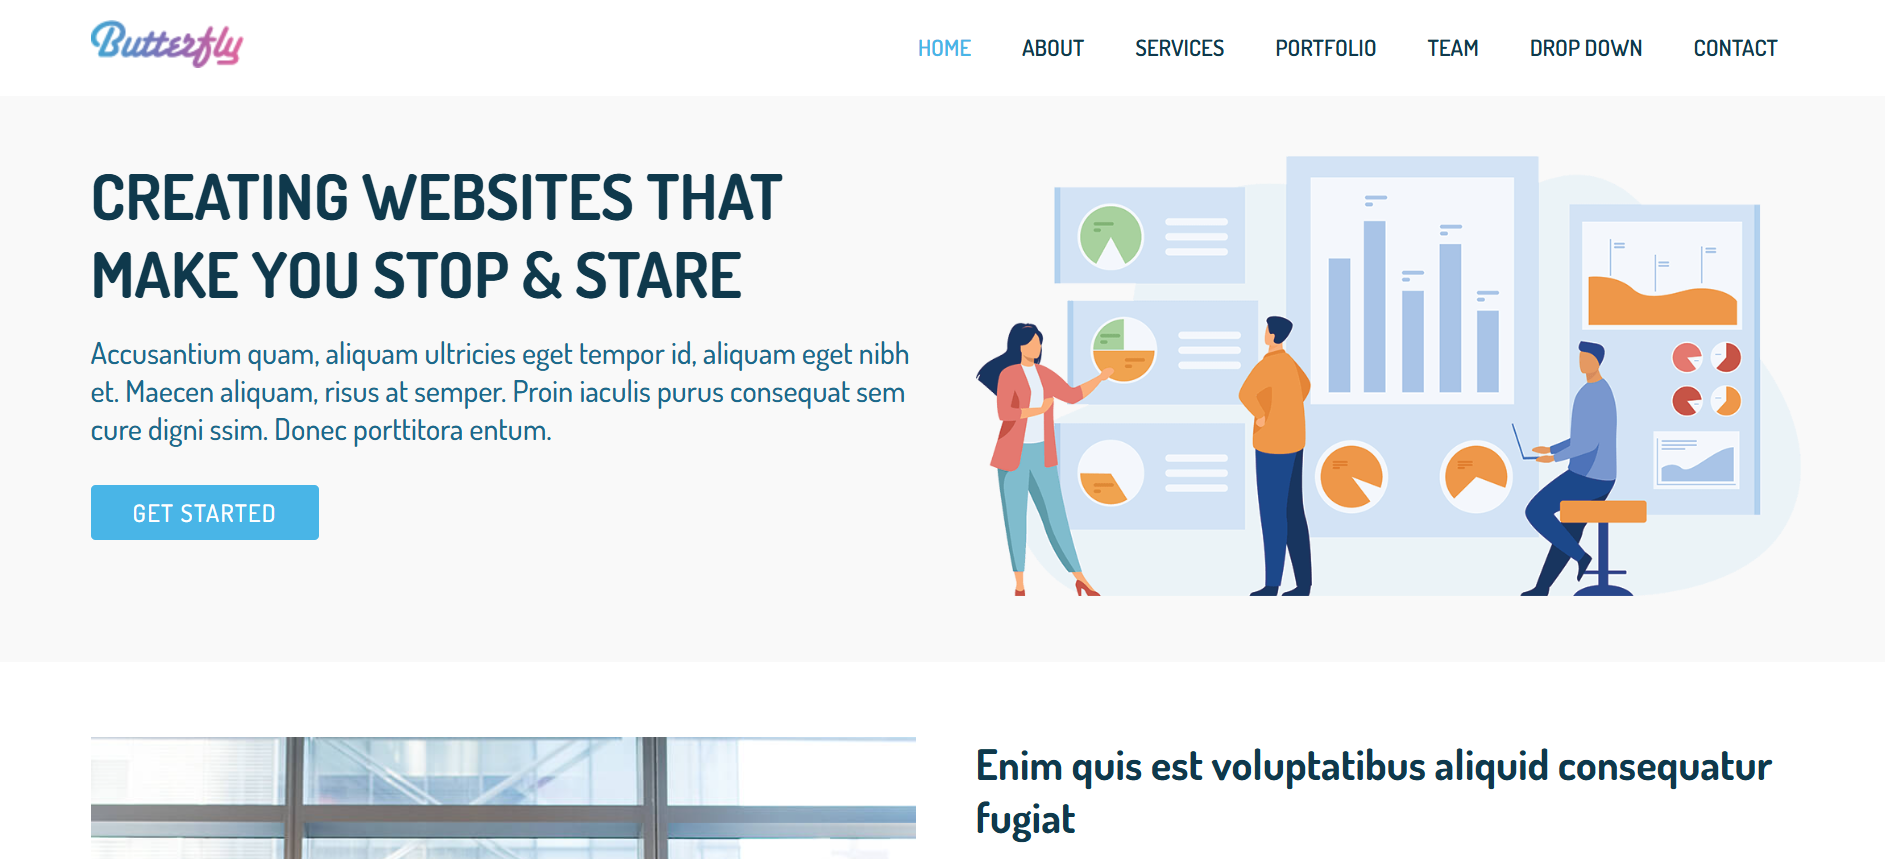 Butterfly
HOME ABOUT SERVICES PORTFOLIO TEAM DROP DOWN CONTACT
CREATING WEBSITES THAT
MAKE YOU STOP & STARE
Accusantium quam, aliquam ultricies eget tempor id, aliquam eget nibh
et. Maecen aliquam, risus at semper. Proin iaculis purus consequat sem
cure digni ssim. Donec porttitora entum.
GET STARTED
Enim quis est voluptatibus aliquid consequatur
fugiat